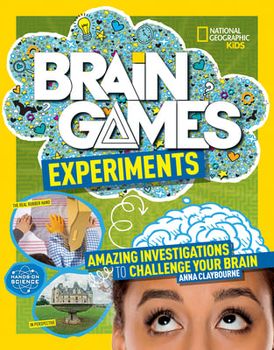 NATIONAL
GEOGRAPHIC
KiDS
BRAiN
GAMES
EXPERIMENTS
THE REAL RUBBER HAND
AMAZING INVESTIGATIONS
TO CHALLENGE YOUR BRAIN
ANNA CLAYBOURNE
HANDS-ON
SCIENCE
IN PERSPECTIVE